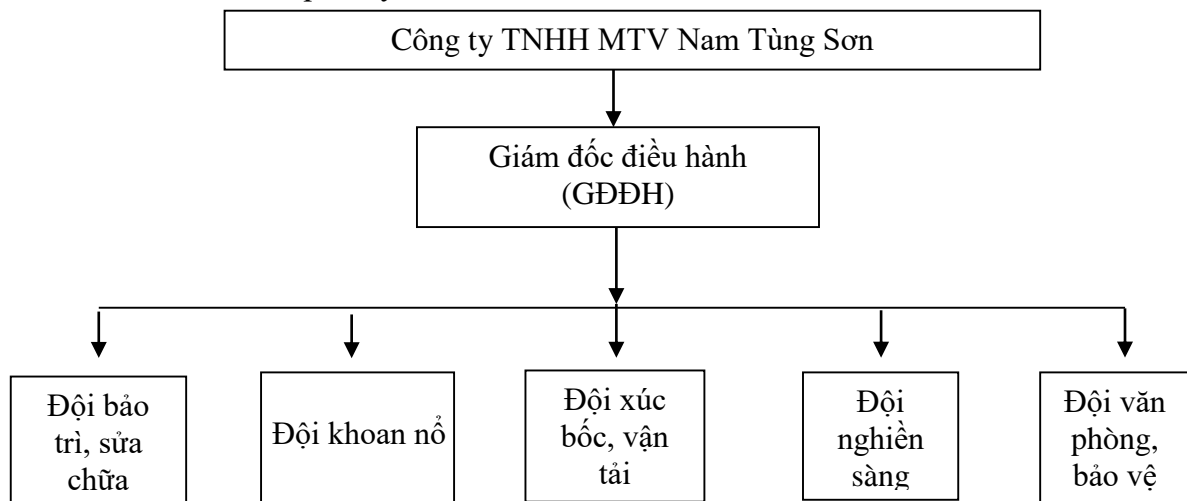 Công ty TNHH MTV Nam Tùng Sơn
Giám đốc điều hành
(GĐĐH)
Đội bảo
trì, sửa
chữa
Đội khoan nổ
Đội xúc
bốc, vận
tải
Đội
nghiền
sàng
Đội văn
phòng,
bảo vệ